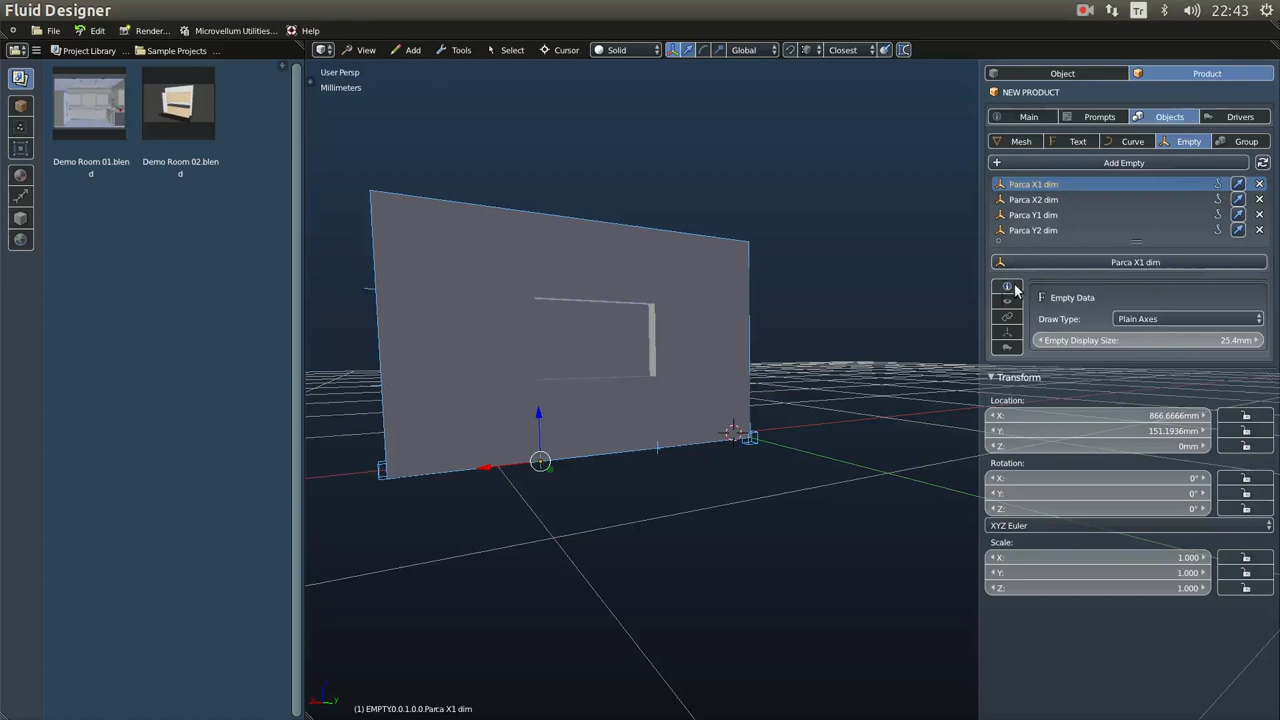 Fluid Designer
Tr
22:43
File
Edit
Render...
Microvellum Utilities...
Help
Project Library
Sample Projects
View
Add
Tools
Select
Cursor
Solid
Global
Closest
User Persp
Millimeters
Demo Room 01.blen
d
Demo Room 02.blen
d
Object
Product
NEW PRODUCT
Main
Prompts
Objects
Drivers
Mesh
Text
Curve
Empty
Group
Add Empty
Parca X1 dim
Parca X2 dim
Parca Y1 dim
Parca Y2 dim
Parca X1 dim
Empty Data
Draw Type: Plain Axes
Empty Display Size: 25.4mm
Transform
Location:
X: 866.6666mm
Y: 151.1936mm
Z: 0mm
Rotation:
X: 0°
Y: 0°
Z: 0°
XYZ Euler
Scale:
X: 1.000
Y: 1.000
Z: 1.000
(1) EMPTY.0.0.1.0.0.Parca X1 dim